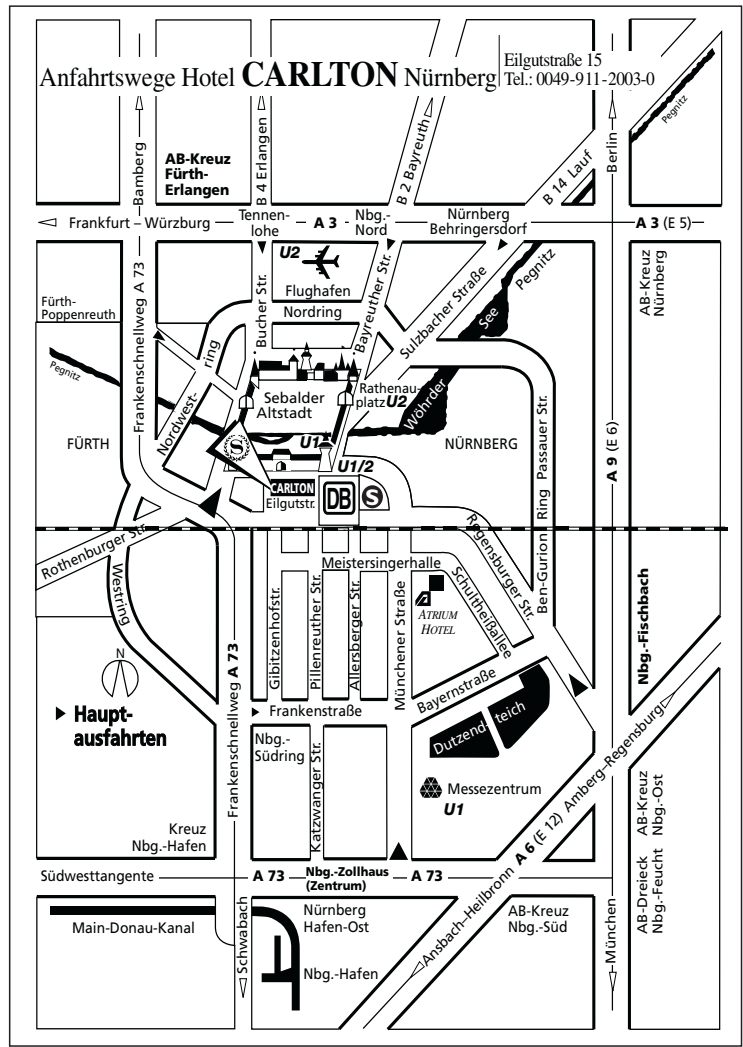 Anfahrtswege Hotel CARLTON Nürnberg
Eilgutstraße 15
Tel.: 0049-911-2003-0
Bamberg
B 4 Erlangen
B 2 Bayreuth
B 14 Lauf
Berlin
Pegnitz
AB-Kreuz
Fürth-
Erlangen
Frankfurt – Würzburg
Tennen-
lohe
A 3
Nbg.-
Nord
Nürnberg
Behringersdorf
A 3 (E 5)
U2
Flughafen
Nordring
Bucher Str.
Bayreuther Str.
Sulzbacher Straße
Pegnitz
AB-Kreuz
Nürnberg
Fürth-
Poppenreuth
Frankenschnellweg A 73
Pegnitz
Nordwest-
ring
Sebalder
Altstadt
Rathenau-
platz U2
Wöhrder
See
FÜRTH
S
U1
NÜRNBERG
Ring Passauer Str.
A 9 (E 6)
U1/2
CARLTON
Eilgutstr.
DB
S
Rothenburger Str.
Westring
Meistersingerhalle
Regensburger Str.
Ben-Gurion
Schultheißallee
ATRIUM
HOTEL
Gibitzenhofstr.
Pillenreuther Str.
Allersberger Str.
Münchener Straße
Nbg.-Fischbach
N
Frankenschnellweg A 73
Haupt-
ausfahrten
Frankenstraße
Bayernstraße
Dutzend-
teich
Nbg.-
Südring
Katzwanger Str.
Messezentrum
U1
A 6 (E 12) Amberg–Regensburg
AB-Kreuz
Nbg.-Ost
Kreuz
Nbg.-Hafen
Südwesttangente
A 73
Nbg.-Zollhaus
(Zentrum)
A 73
AB-Dreieck
Nbg.-Feucht
Main-Donau-Kanal
Schwabach
Nürnberg
Hafen-Ost
Nbg.-Hafen
Ansbach–Heilbronn
AB-Kreuz
Nbg.-Süd
München